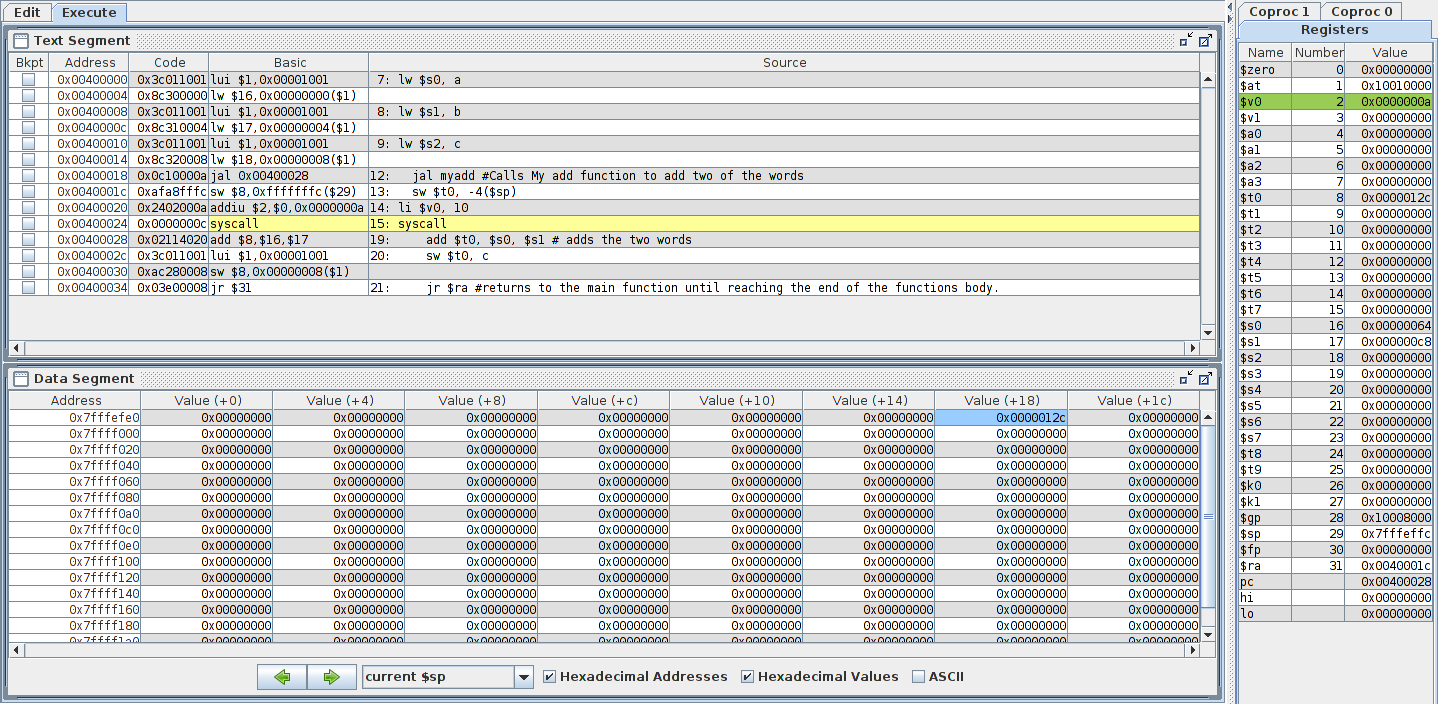 Edit Execute
Text Segment
Bkpt Address Code Basic Source
0x00400000 0x3c011001 lui $1,0x00001001 7: lw $s0, a
0x00400004 0x8c300000 lw $16,0x00000000($1)
0x00400008 0x3c011001 lui $1,0x00001001 8: lw $s1, b
0x0040000c 0x8c310004 lw $17,0x00000004($1)
0x00400010 0x3c011001 lui $1,0x00001001 9: lw $s2, c
0x00400014 0x8c320008 lw $18,0x00000008($1)
0x00400018 0x0c10000a jal 0x00400028 12: jal myadd #Calls My add function to add two of the words
0x0040001c 0xafa8fffc sw $8,0xfffffffc($29) 13: sw $t0, -4($sp)
0x00400020 0x2402000a addiu $2,$0,0x0000000a 14: li $v0, 10
0x00400024 0x0000000c syscall 15: syscall
0x00400028 0x02114020 add $8,$16,$17 19: add $t0, $s0, $s1 # adds the two words
0x0040002c 0x3c011001 lui $1,0x00001001 20: sw $t0, c
0x00400030 0xac280008 sw $8,0x00000008($1)
0x00400034 0x03e00008 jr $31 21: jr $ra #returns to the main function until reaching the end of the functions body.
Data Segment
Address Value (+0) Value (+4) Value (+8) Value (+c) Value (+10) Value (+14) Value (+18) Value (+1c)
0x7fffefe0 0x00000000 0x00000000 0x00000000 0x00000000 0x00000000 0x00000000 0x0000012c 0x00000000
0x7ffff000 0x00000000 0x00000000 0x00000000 0x00000000 0x00000000 0x00000000 0x00000000 0x00000000
0x7ffff020 0x00000000 0x00000000 0x00000000 0x00000000 0x00000000 0x00000000 0x00000000 0x00000000
0x7ffff040 0x00000000 0x00000000 0x00000000 0x00000000 0x00000000 0x00000000 0x00000000 0x00000000
0x7ffff060 0x00000000 0x00000000 0x00000000 0x00000000 0x00000000 0x00000000 0x00000000 0x00000000
0x7ffff080 0x00000000 0x00000000 0x00000000 0x00000000 0x00000000 0x00000000 0x00000000 0x00000000
0x7ffff0a0 0x00000000 0x00000000 0x00000000 0x00000000 0x00000000 0x00000000 0x00000000 0x00000000
0x7ffff0c0 0x00000000 0x00000000 0x00000000 0x00000000 0x00000000 0x00000000 0x00000000 0x00000000
0x7ffff0e0 0x00000000 0x00000000 0x00000000 0x00000000 0x00000000 0x00000000 0x00000000 0x00000000
0x7ffff100 0x00000000 0x00000000 0x00000000 0x00000000 0x00000000 0x00000000 0x00000000 0x00000000
0x7ffff120 0x00000000 0x00000000 0x00000000 0x00000000 0x00000000 0x00000000 0x00000000 0x00000000
0x7ffff140 0x00000000 0x00000000 0x00000000 0x00000000 0x00000000 0x00000000 0x00000000 0x00000000
0x7ffff160 0x00000000 0x00000000 0x00000000 0x00000000 0x00000000 0x00000000 0x00000000 0x00000000
0x7ffff180 0x00000000 0x00000000 0x00000000 0x00000000 0x00000000 0x00000000 0x00000000 0x00000000
0x7ffff1a0 0x00000000 0x00000000 0x00000000 0x00000000 0x00000000 0x00000000 0x00000000 0x00000000
current $sp Hexadecimal Addresses Hexadecimal Values ASCII
Coproc 1 Coproc 0
Registers
Name Number Value
$zero 0 0x00000000
$at 1 0x10010000
$v0 2 0x0000000a
$v1 3 0x00000000
$a0 4 0x00000000
$a1 5 0x00000000
$a2 6 0x00000000
$a3 7 0x00000000
$t0 8 0x0000012c
$t1 9 0x00000000
$t2 10 0x00000000
$t3 11 0x00000000
$t4 12 0x00000000
$t5 13 0x00000000
$t6 14 0x00000000
$t7 15 0x00000000
$s0 16 0x00000064
$s1 17 0x000000c8
$s2 18 0x00000000
$s3 19 0x00000000
$s4 20 0x00000000
$s5 21 0x00000000
$s6 22 0x00000000
$s7 23 0x00000000
$t8 24 0x00000000
$t9 25 0x00000000
$k0 26 0x00000000
$k1 27 0x00000000
$gp 28 0x10008000
$sp 29 0x7fffeffc
$fp 30 0x00000000
$ra 31 0x0040001c
pc 0x00400028
hi 0x00000000
lo 0x00000000